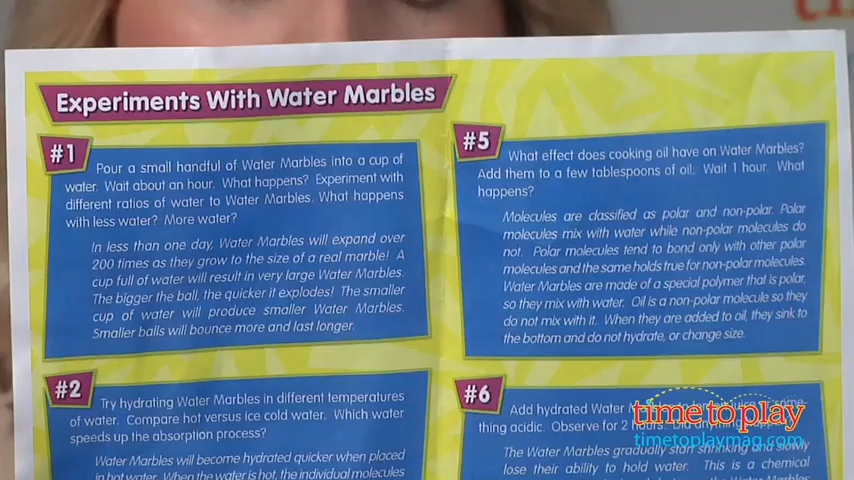 Experiments With Water Marbles
#1
Pour a small handful of Water Marbles into a cup of
water. Wait about an hour. What happens? Experiment with
different ratios of water to Water Marbles. What happens
with less water? More water?
In less than one day, Water Marbles will expand over
200 times as they grow to the size of a real marble! A
cup full of water will result in very large Water Marbles.
The bigger the ball, the quicker it explodes! The smaller
cup of water will produce smaller Water Marbles.
Smaller balls will bounce more and last longer.
#2
Try hydrating Water Marbles in different temperatures
of water. Compare hot versus ice cold water. Which water
speeds up the absorption process?
Water Marbles will become hydrated quicker when placed
in hot water. When the water is hot, the individual molecules
#5
What effect does cooking oil have on Water Marbles?
Add them to a few tablespoons of oil. Wait 1 hour. What
happens?
Molecules are classified as polar and non-polar. Polar
molecules mix with water while non-polar molecules do
not. Polar molecules tend to bond only with other polar
molecules and the same holds true for non-polar molecules.
Water Marbles are made of a special polymer that is polar,
so they mix with water. Oil is a non-polar molecule so they
do not mix with it. When they are added to oil, they sink to
the bottom and do not hydrate, or change size.
#6
Add hydrated Water
thing acidic. Observe for 2 hours.
The Water Marbles gradually start shrinking and slowly
lose their ability to hold water. This is a chemical
time to play
timetoplaymag.com